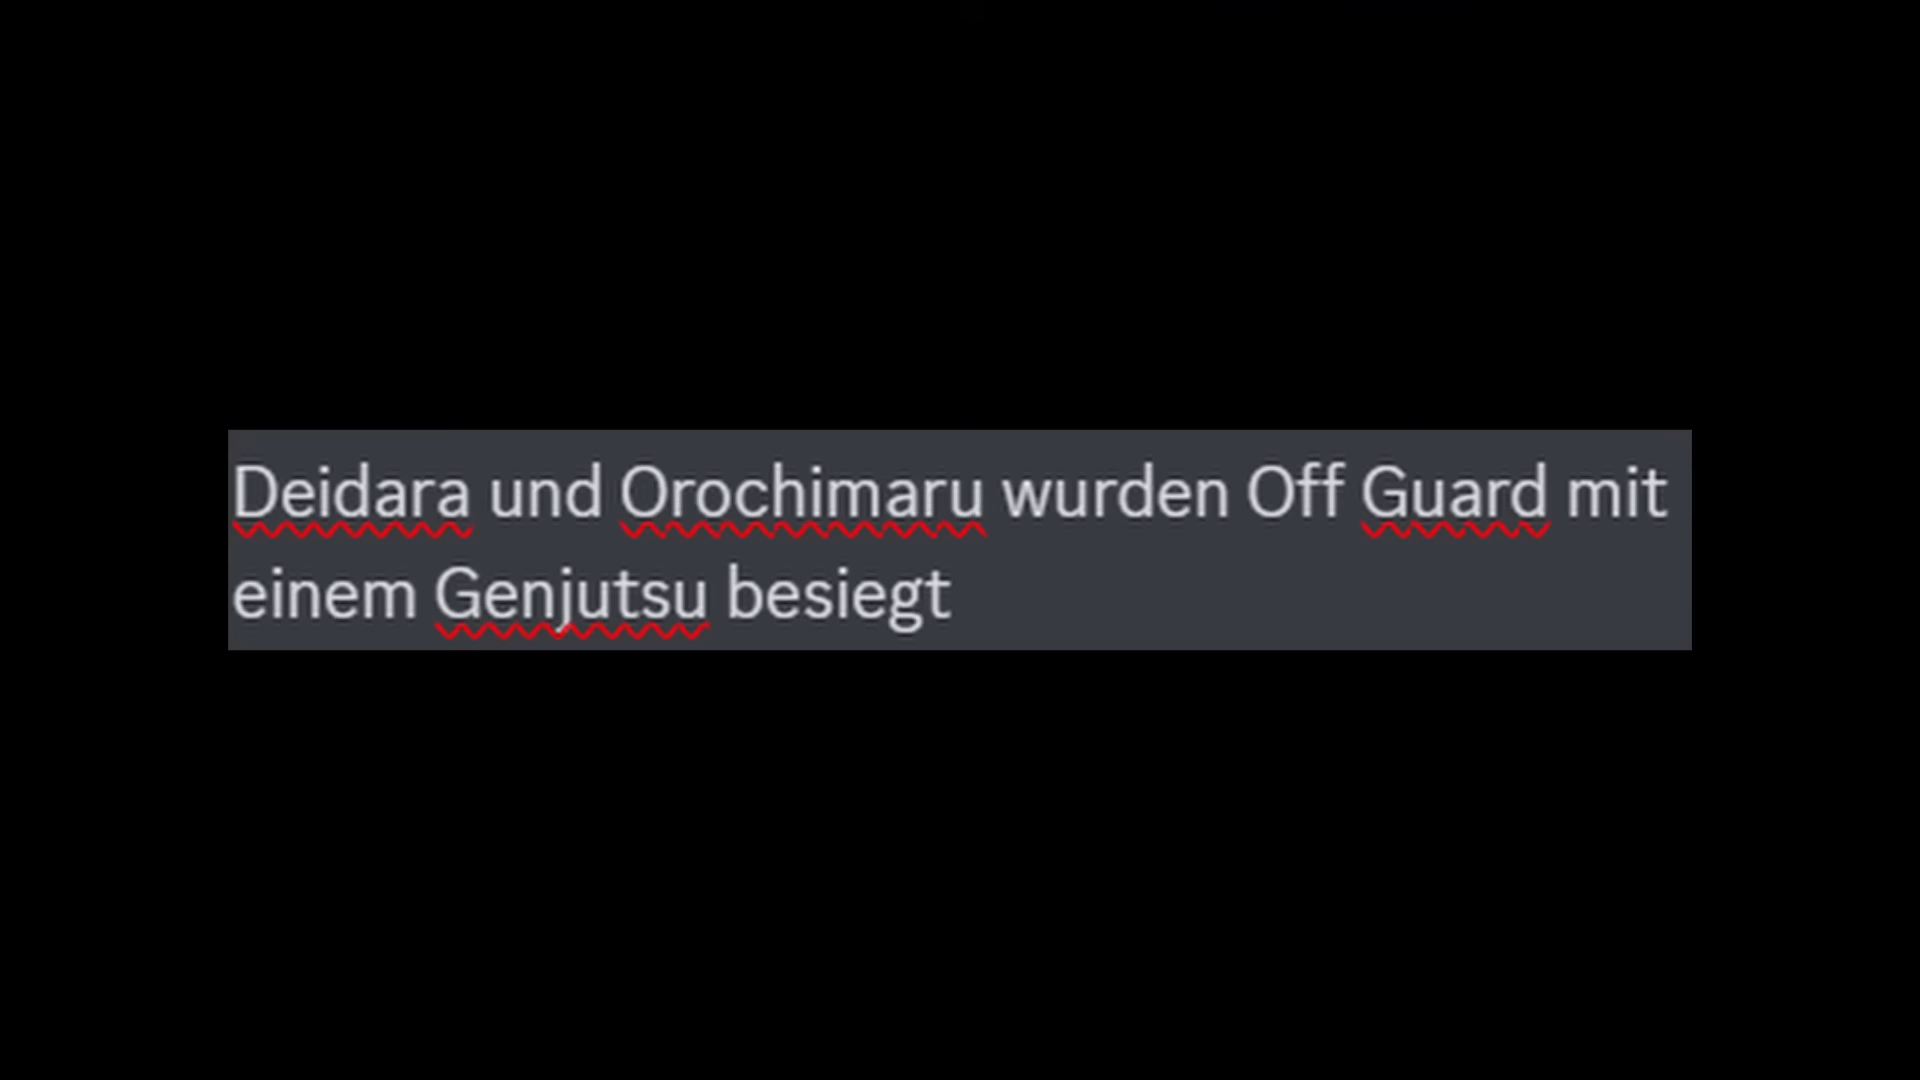 Deidara und Orochimaru wurden Off Guard mit
einem Genjutsu besiegt